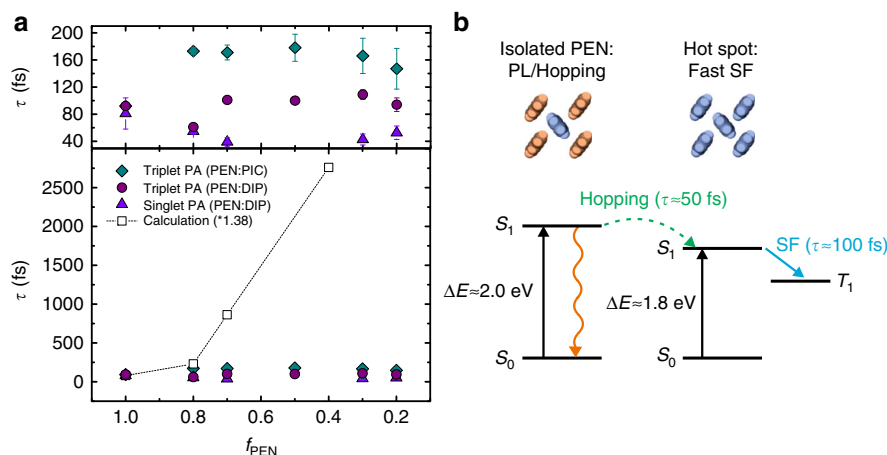 a
τ (fs)
160
120
80
40
τ (fs)
2500
2000
1500
1000
500
0
Triplet PA (PEN:PIC)
Triplet PA (PEN:DIP)
Singlet PA (PEN:DIP)
Calculation (*1.38)
1.0 0.8 0.6 0.4 0.2
fPEN
b
Isolated PEN:
PL/Hopping
Hot spot:
Fast SF
Hopping (τ≈50 fs)
S1
S1
SF (τ≈100 fs)
T1
ΔE≈2.0 eV
ΔE≈1.8 eV
S0
S0